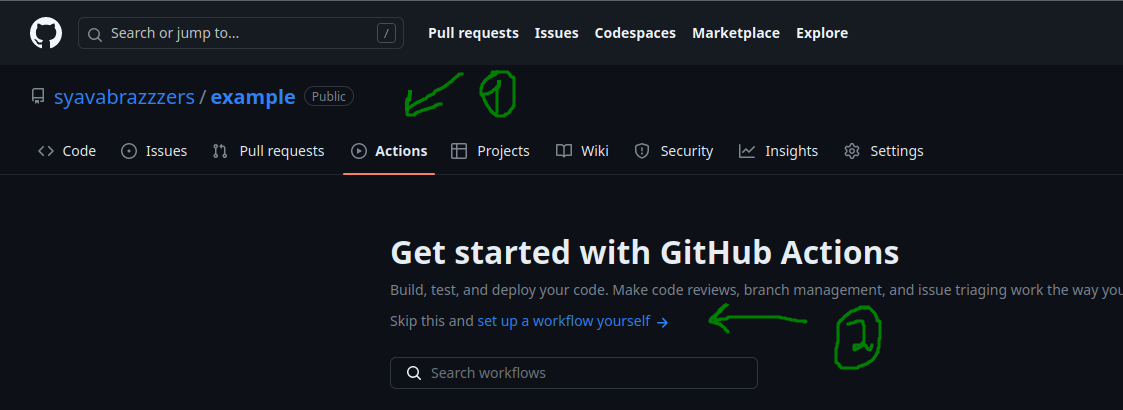 Search or jump to... /
Pull requests Issues Codespaces Marketplace Explore
syavabrazzzers / example Public
1
Code Issues Pull requests Actions Projects Wiki Security Insights Settings
Get started with GitHub Actions
Build, test, and deploy your code. Make code reviews, branch management, and issue triaging work the way you
Skip this and set up a workflow yourself →
2
Search workflows